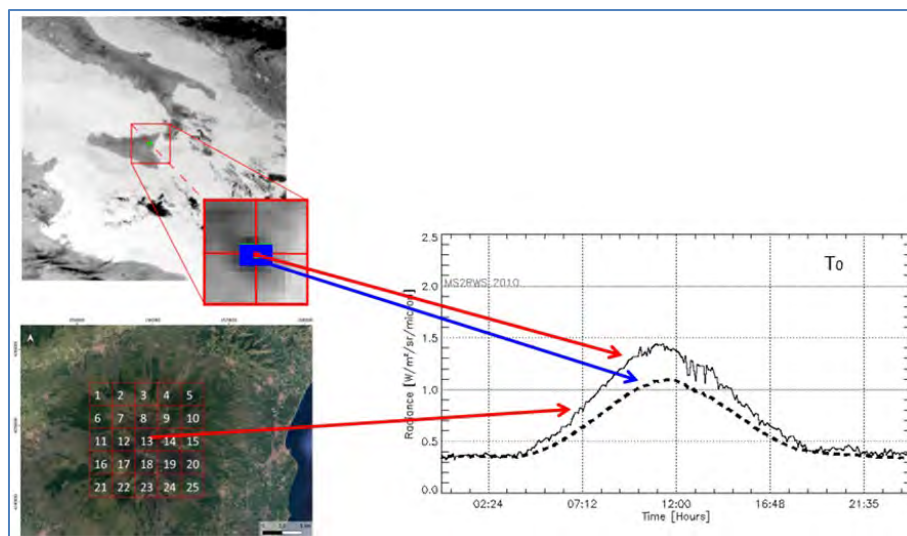 2.5
T0
MS2RWS 2010
2.0
1.5
1.0
0.5
0.0
Radiance [W/m²/sr/micron]
02:24 07:12 12:00 16:48 21:35
Time [Hours]
A
1 2 3 4 5
6 7 8 9 10
11 12 13 14 15
16 17 18 19 20
21 22 23 24 25